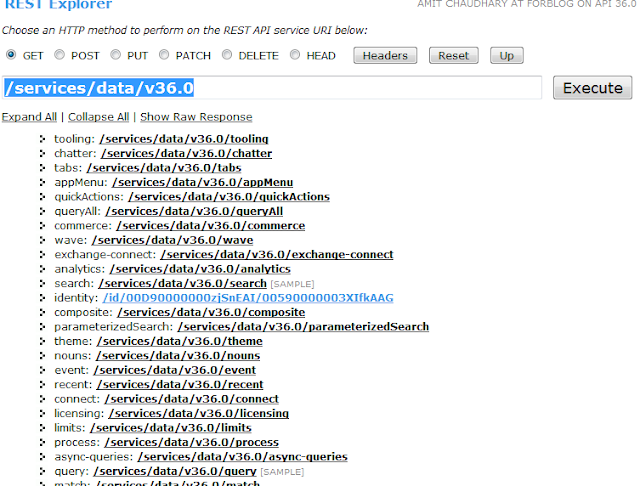 REST Explorer
AMIT CHAUDHARY AT FORBLOG ON API 36.0
Choose an HTTP method to perform on the REST API service URI below:
GET POST PUT PATCH DELETE HEAD Headers Reset Up
/services/data/v36.0 Execute
Expand All | Collapse All | Show Raw Response
tooling: /services/data/v36.0/tooling
chatter: /services/data/v36.0/chatter
tabs: /services/data/v36.0/tabs
appMenu: /services/data/v36.0/appMenu
quickActions: /services/data/v36.0/quickActions
queryAll: /services/data/v36.0/queryAll
commerce: /services/data/v36.0/commerce
wave: /services/data/v36.0/wave
exchange-connect: /services/data/v36.0/exchange-connect
analytics: /services/data/v36.0/analytics
search: /services/data/v36.0/search [SAMPLE]
identity: /id/00D90000000zjSnEAI/00590000003XIfkAAG
composite: /services/data/v36.0/composite
parameterizedSearch: /services/data/v36.0/parameterizedSearch
theme: /services/data/v36.0/theme
nouns: /services/data/v36.0/nouns
event: /services/data/v36.0/event
recent: /services/data/v36.0/recent
connect: /services/data/v36.0/connect
licensing: /services/data/v36.0/licensing
limits: /services/data/v36.0/limits
process: /services/data/v36.0/process
async-queries: /services/data/v36.0/async-queries
query: /services/data/v36.0/query [SAMPLE]
match: /services/data/v36.0/match